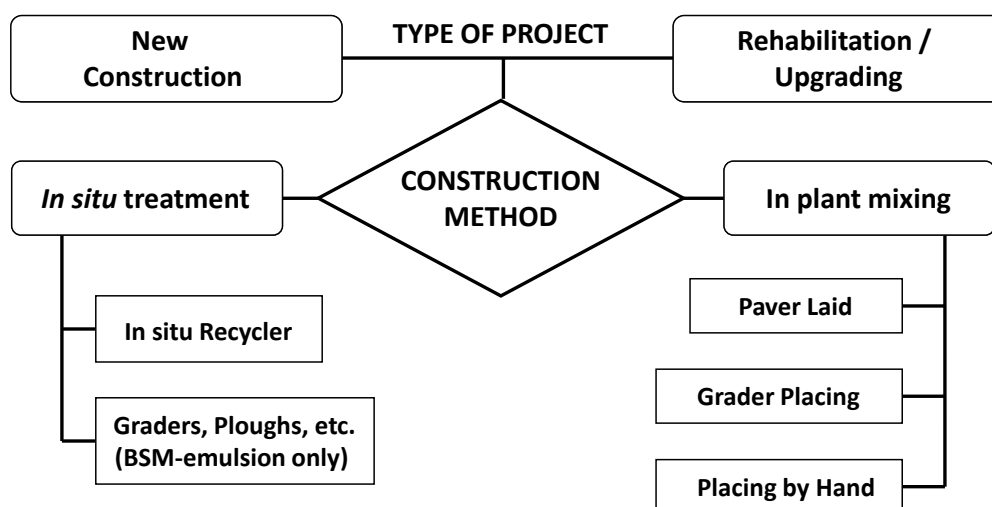 New
Construction
TYPE OF PROJECT
Rehabilitation /
Upgrading
In situ treatment
CONSTRUCTION
METHOD
In plant mixing
In situ Recycler
Graders, Ploughs, etc.
(BSM-emulsion only)
Paver Laid
Grader Placing
Placing by Hand